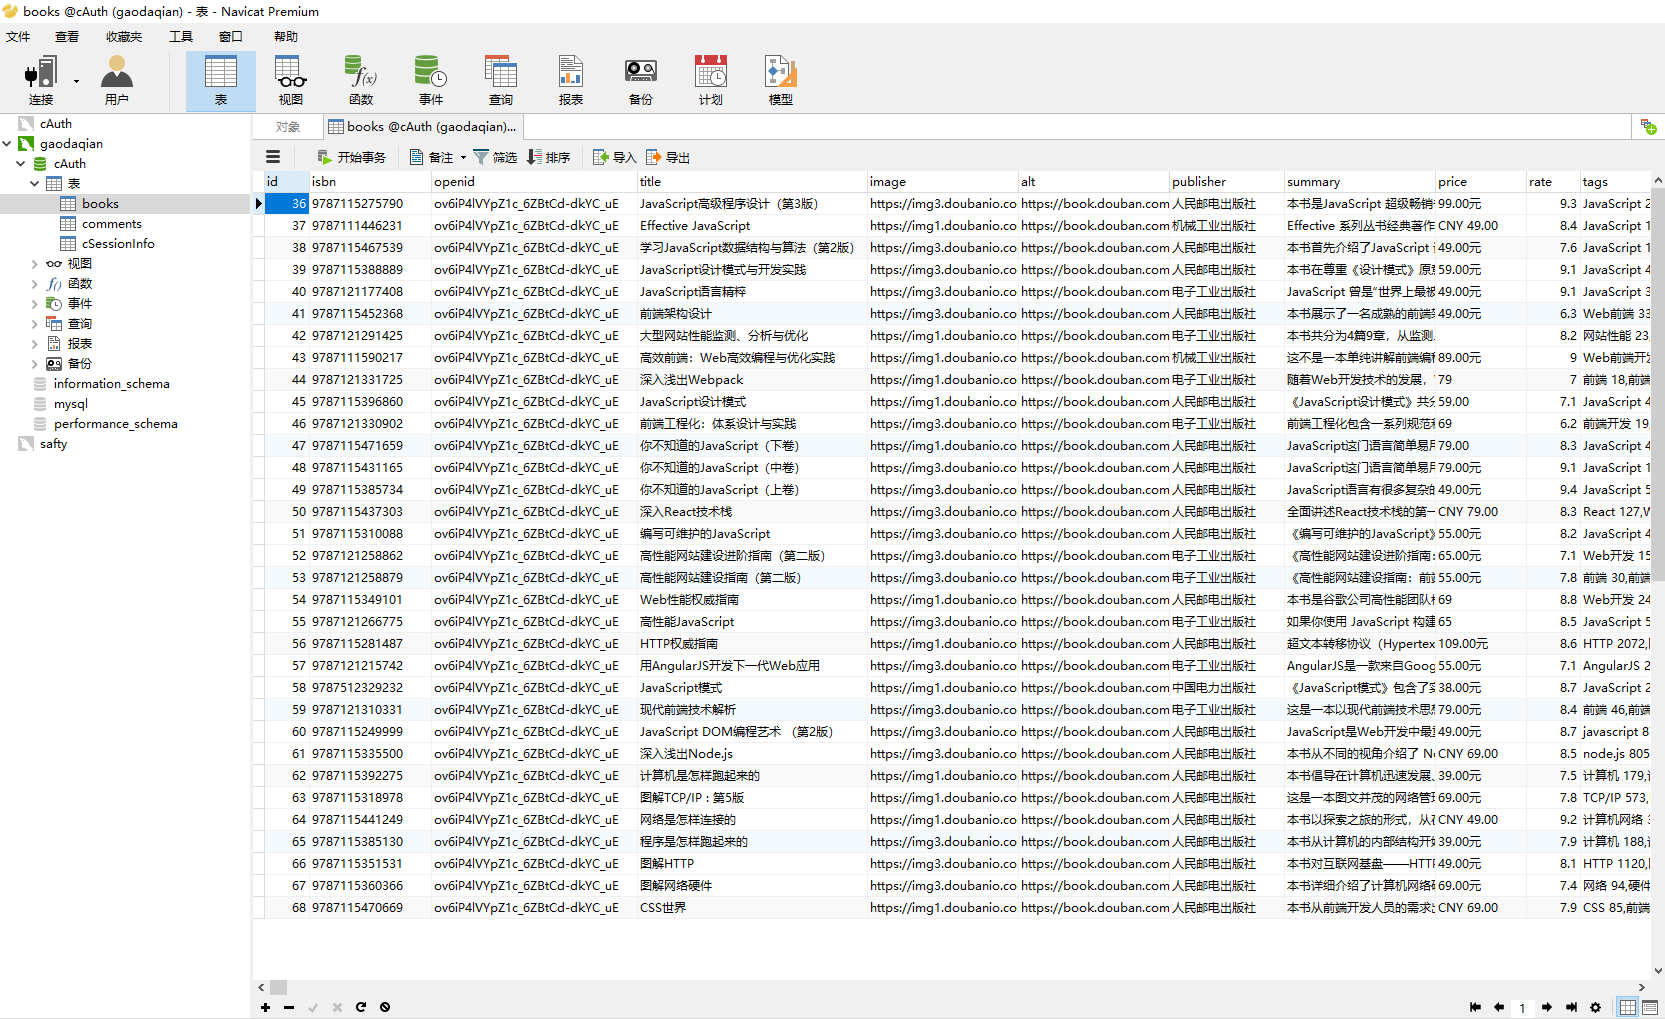 books @cAuth (gaodaqian) - 表 - Navicat Premium
文件 查看 收藏夹 工具 窗口 帮助
连接 用户 表 视图 函数 事件 查询 报表 备份 计划 模型
cAuth
gaodaqian
cAuth
表
books
comments
cSessionInfo
视图
函数
事件
查询
报表
备份
information_schema
mysql
performance_schema
safty
对象 books @cAuth (gaodaqian)...
开始事务 备注 筛选 排序 导入 导出
id isbn openid title image alt publisher summary price rate tags
36 9787115275790 ov6iP4lVYpZ1c_6ZBtCd-dkYC_uE JavaScript高级程序设计（第3版） https://img3.doubanio.co https://book.douban.com 人民邮电出版社 本书是JavaScript 超级畅销 99.00元 9.3 JavaScript 2
37 9787111446231 ov6iP4lVYpZ1c_6ZBtCd-dkYC_uE Effective JavaScript https://img1.doubanio.co https://book.douban.com 机械工业出版社 Effective 系列丛书经典著作 CNY 49.00 8.4 JavaScript 1
38 9787115467539 ov6iP4lVYpZ1c_6ZBtCd-dkYC_uE 学习JavaScript数据结构与算法（第2版） https://img3.doubanio.co https://book.douban.com 人民邮电出版社 本书首先介绍了JavaScript 49.00元 7.6 JavaScript 1
39 9787115388889 ov6iP4lVYpZ1c_6ZBtCd-dkYC_uE JavaScript设计模式与开发实践 https://img3.doubanio.co https://book.douban.com 人民邮电出版社 本书在尊重《设计模式》原 59.00元 9.1 JavaScript 4
40 9787121177408 ov6iP4lVYpZ1c_6ZBtCd-dkYC_uE JavaScript语言精粹 https://img3.doubanio.co https://book.douban.com 电子工业出版社 JavaScript 曾是“世界上最被 49.00元 9.1 JavaScript 3
41 9787115452368 ov6iP4lVYpZ1c_6ZBtCd-dkYC_uE 前端架构设计 https://img3.doubanio.co https://book.douban.com 人民邮电出版社 本书展示了一名成熟的前端 49.00元 6.3 Web前端 33
42 9787121291425 ov6iP4lVYpZ1c_6ZBtCd-dkYC_uE 大型网站性能监测、分析与优化 https://img1.doubanio.co https://book.douban.com 电子工业出版社 本书共分为4篇9章，从监测 8.2 网站性能 23,
43 9787111590217 ov6iP4lVYpZ1c_6ZBtCd-dkYC_uE 高效前端：Web高效编程与优化实践 https://img1.doubanio.co https://book.douban.com 机械工业出版社 这不是一本单纯讲解前端编 89.00元 9 Web前端开发
44 9787121331725 ov6iP4lVYpZ1c_6ZBtCd-dkYC_uE 深入浅出Webpack https://img1.doubanio.co https://book.douban.com 电子工业出版社 随着Web开发技术的发展， 79 7 前端 18,前端
45 9787115396860 ov6iP4lVYpZ1c_6ZBtCd-dkYC_uE JavaScript设计模式 https://img1.doubanio.co https://book.douban.com 人民邮电出版社 《JavaScript设计模式》共分 59.00 7.1 JavaScript 4
46 9787121330902 ov6iP4lVYpZ1c_6ZBtCd-dkYC_uE 前端工程化：体系设计与实践 https://img3.doubanio.co https://book.douban.com 电子工业出版社 前端工程化包含一系列规范 69 6.2 前端开发 19,
47 9787115471659 ov6iP4lVYpZ1c_6ZBtCd-dkYC_uE 你不知道的JavaScript（下卷） https://img1.doubanio.co https://book.douban.com 人民邮电出版社 JavaScript这门语言简单易用 79.00 8.3 JavaScript 4
48 9787115431165 ov6iP4lVYpZ1c_6ZBtCd-dkYC_uE 你不知道的JavaScript（中卷） https://img3.doubanio.co https://book.douban.com 人民邮电出版社 JavaScript这门语言简单易用 79.00元 9.1 JavaScript 1
49 9787115385734 ov6iP4lVYpZ1c_6ZBtCd-dkYC_uE 你不知道的JavaScript（上卷） https://img3.doubanio.co https://book.douban.com 人民邮电出版社 JavaScript语言有很多复杂的 49.00元 9.4 JavaScript 5
50 9787115437303 ov6iP4lVYpZ1c_6ZBtCd-dkYC_uE 深入React技术栈 https://img3.doubanio.co https://book.douban.com 人民邮电出版社 全面讲述React技术栈的第一 CNY 79.00 8.3 React 127,W
51 9787115310088 ov6iP4lVYpZ1c_6ZBtCd-dkYC_uE 编写可维护的JavaScript https://img1.doubanio.co https://book.douban.com 人民邮电出版社 《编写可维护的JavaScript》 55.00元 8.2 JavaScript 4
52 9787121258862 ov6iP4lVYpZ1c_6ZBtCd-dkYC_uE 高性能网站建设进阶指南（第二版） https://img3.doubanio.co https://book.douban.com 电子工业出版社 《高性能网站建设进阶指南： 65.00元 7.1 Web开发 15
53 9787121258879 ov6iP4lVYpZ1c_6ZBtCd-dkYC_uE 高性能网站建设指南（第二版） https://img3.doubanio.co https://book.douban.com 电子工业出版社 《高性能网站建设指南：前端 55.00元 7.8 前端 30,前端
54 9787115349101 ov6iP4lVYpZ1c_6ZBtCd-dkYC_uE Web性能权威指南 https://img1.doubanio.co https://book.douban.com 人民邮电出版社 本书是谷歌公司高性能团队 69 8.8 Web开发 24
55 9787121266775 ov6iP4lVYpZ1c_6ZBtCd-dkYC_uE 高性能JavaScript https://img3.doubanio.co https://book.douban.com 电子工业出版社 如果你使用 JavaScript 构建 65 8.5 JavaScript 5
56 9787115281487 ov6iP4lVYpZ1c_6ZBtCd-dkYC_uE HTTP权威指南 https://img1.doubanio.co https://book.douban.com 人民邮电出版社 超文本转移协议（Hypertex 109.00元 8.6 HTTP 2072,
57 9787121215742 ov6iP4lVYpZ1c_6ZBtCd-dkYC_uE 用AngularJS开发下一代Web应用 https://img3.doubanio.co https://book.douban.com 电子工业出版社 AngularJS是一款来自Goog 55.00元 7.1 AngularJS 2
58 9787512329232 ov6iP4lVYpZ1c_6ZBtCd-dkYC_uE JavaScript模式 https://img1.doubanio.co https://book.douban.com 中国电力出版社 《JavaScript模式》包含了实 38.00元 8.7 JavaScript 2
59 9787121310331 ov6iP4lVYpZ1c_6ZBtCd-dkYC_uE 现代前端技术解析 https://img3.doubanio.co https://book.douban.com 电子工业出版社 这是一本以现代前端技术思想 79.00元 8.4 前端 46,前端
60 9787115249999 ov6iP4lVYpZ1c_6ZBtCd-dkYC_uE JavaScript DOM编程艺术 （第2版） https://img3.doubanio.co https://book.douban.com 人民邮电出版社 JavaScript是Web开发中最 49.00元 8.7 javascript 8
61 9787115335500 ov6iP4lVYpZ1c_6ZBtCd-dkYC_uE 深入浅出Node.js https://img3.doubanio.co https://book.douban.com 人民邮电出版社 本书从不同的视角介绍了 No CNY 69.00 8.5 node.js 805
62 9787115392275 ov6iP4lVYpZ1c_6ZBtCd-dkYC_uE 计算机是怎样跑起来的 https://img1.doubanio.co https://book.douban.com 人民邮电出版社 本书倡导在计算机迅速发展、 39.00元 7.5 计算机 179,
63 9787115318978 ov6iP4lVYpZ1c_6ZBtCd-dkYC_uE 图解TCP/IP : 第5版 https://img1.doubanio.co https://book.douban.com 人民邮电出版社 这是一本图文并茂的网络管理 69.00元 7.8 TCP/IP 573,
64 9787115441249 ov6iP4lVYpZ1c_6ZBtCd-dkYC_uE 网络是怎样连接的 https://img1.doubanio.co https://book.douban.com 人民邮电出版社 本书以探索之旅的形式，从在 CNY 49.00 9.2 计算机网络 3
65 9787115385130 ov6iP4lVYpZ1c_6ZBtCd-dkYC_uE 程序是怎样跑起来的 https://img1.doubanio.co https://book.douban.com 人民邮电出版社 本书从计算机的内部结构开始 39.00元 7.9 计算机 188,
66 9787115351531 ov6iP4lVYpZ1c_6ZBtCd-dkYC_uE 图解HTTP https://img3.doubanio.co https://book.douban.com 人民邮电出版社 本书对互联网基盘——HTT 49.00元 8.1 HTTP 1120,
67 9787115360366 ov6iP4lVYpZ1c_6ZBtCd-dkYC_uE 图解网络硬件 https://img3.doubanio.co https://book.douban.com 人民邮电出版社 本书详细介绍了计算机网络 69.00元 7.4 网络 94,硬件
68 9787115470669 ov6iP4lVYpZ1c_6ZBtCd-dkYC_uE CSS世界 https://img1.doubanio.co https://book.douban.com 人民邮电出版社 本书从前端开发人员的需求 CNY 69.00 7.9 CSS 85,前端
1